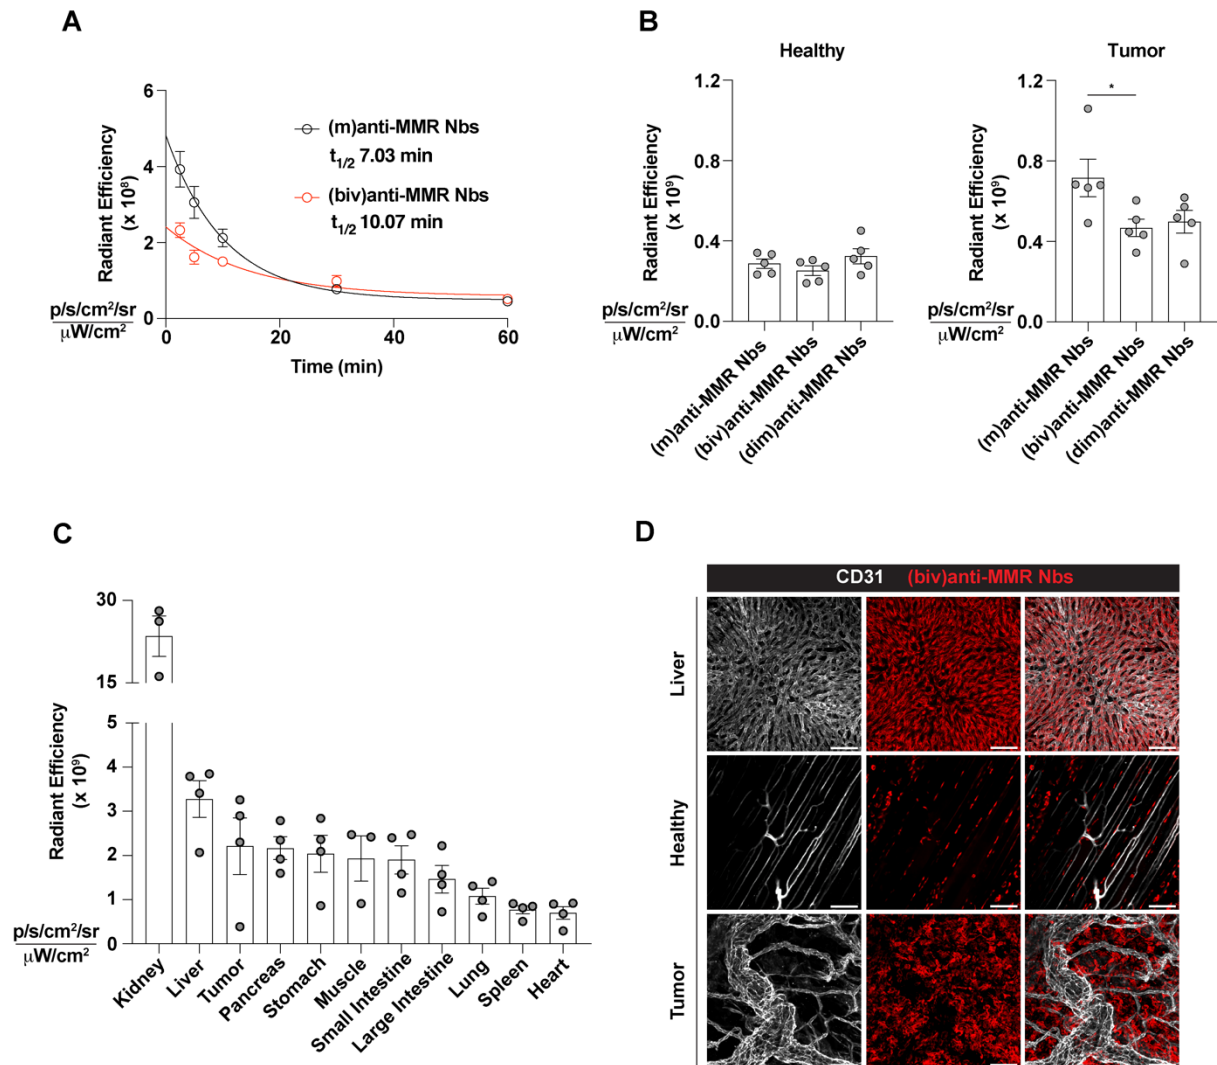 A
Radiant Efficiency
(x 10⁸)
p/s/cm²/sr
μW/cm²
6
4
2
0
0
20
40
60
Time (min)
(m)anti-MMR Nbs
t1/2 7.03 min
(biv)anti-MMR Nbs
t1/2 10.07 min
B
Healthy
Radiant Efficiency
(x 10⁹)
p/s/cm²/sr
μW/cm²
1.2
0.8
0.4
0.0
(m)anti-MMR Nbs
(biv)anti-MMR Nbs
(dim)anti-MMR Nbs
Tumor
Radiant Efficiency
(x 10⁹)
p/s/cm²/sr
μW/cm²
1.2
0.8
0.4
0.0
*
(m)anti-MMR Nbs
(biv)anti-MMR Nbs
(dim)anti-MMR Nbs
C
Radiant Efficiency
(x 10⁹)
p/s/cm²/sr
μW/cm²
30
15
5
4
3
2
1
0
Kidney
Liver
Tumor
Pancreas
Stomach
Muscle
Small Intestine
Large Intestine
Lung
Spleen
Heart
D
CD31 (biv)anti-MMR Nbs
Liver
Healthy
Tumor